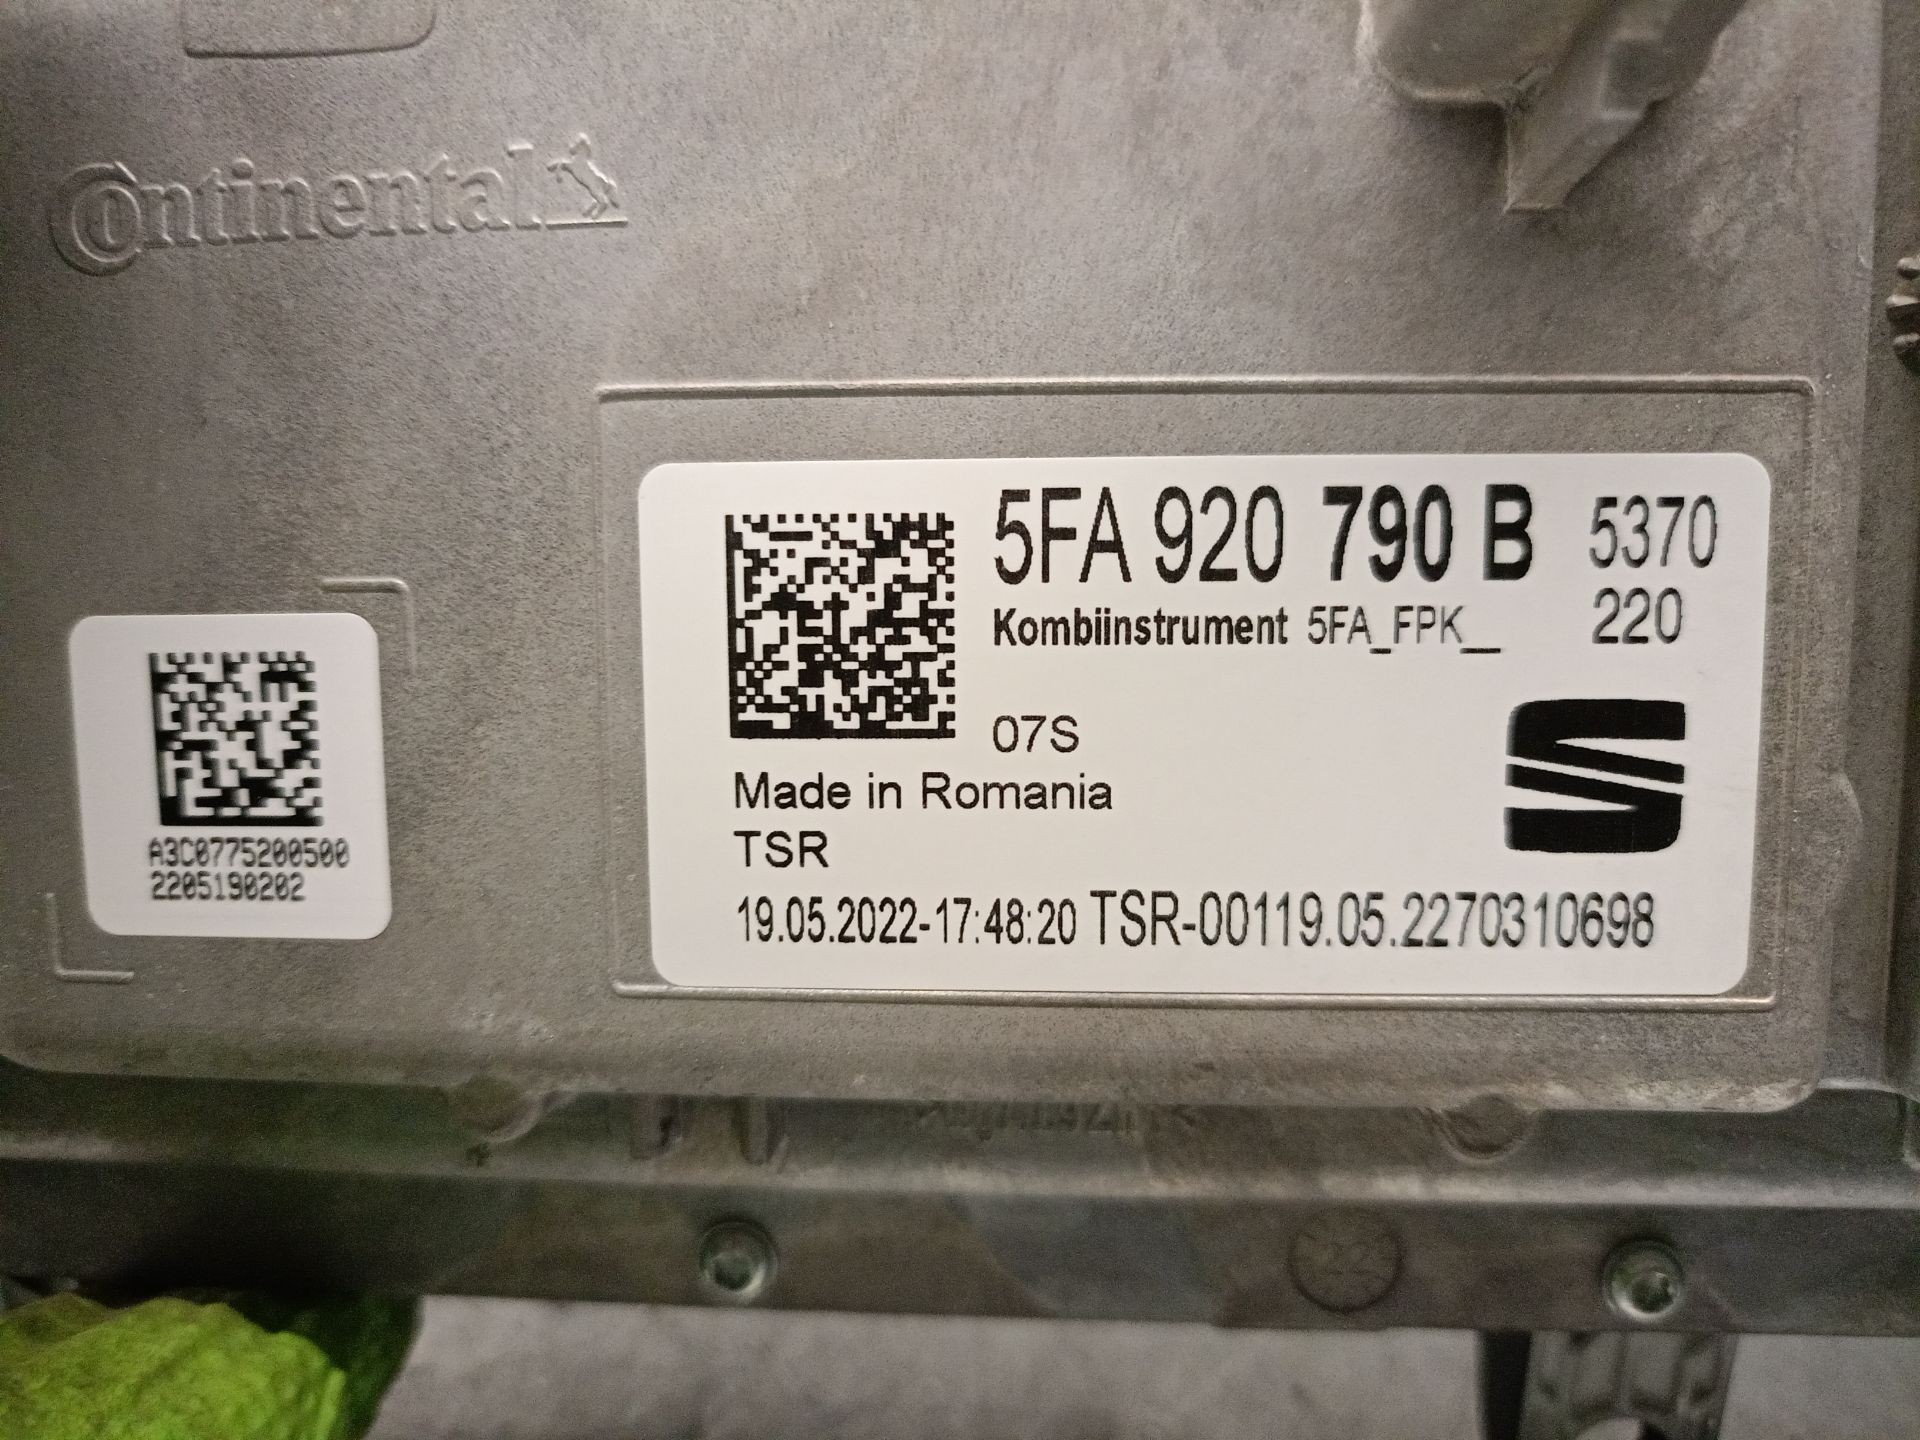 Continental
5FA 920 790 B 5370
Kombiinstrument 5FA_FPK__ 220
07S
Made in Romania
TSR
19.05.2022-17:48:20 TSR-00119.05.2270310698
A3C0775200500
2205190202